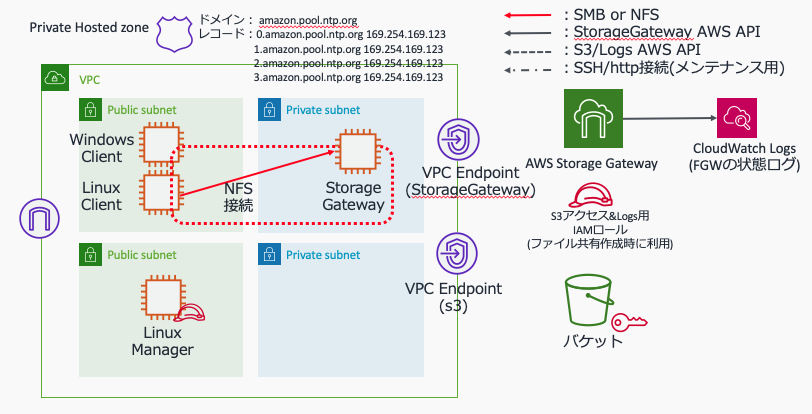 Private Hosted zone
ドメイン： amazon.pool.ntp.org
レコード：0.amazon.pool.ntp.org 169.254.169.123
1.amazon.pool.ntp.org 169.254.169.123
2.amazon.pool.ntp.org 169.254.169.123
3.amazon.pool.ntp.org 169.254.169.123
：SMB or NFS
：StorageGateway AWS API
：S3/Logs AWS API
：SSH/http接続(メンテナンス用)
VPC
Public subnet
Private subnet
Windows
Client
Linux
Client
NFS
接続
Storage
Gateway
VPC Endpoint
(StorageGateway)
AWS Storage Gateway
CloudWatch Logs
(FGWの状態ログ)
S3アクセス&Logs用
IAMロール
(ファイル共有作成時に利用)
Public subnet
Private subnet
Linux
Manager
VPC Endpoint
(s3)
バケット